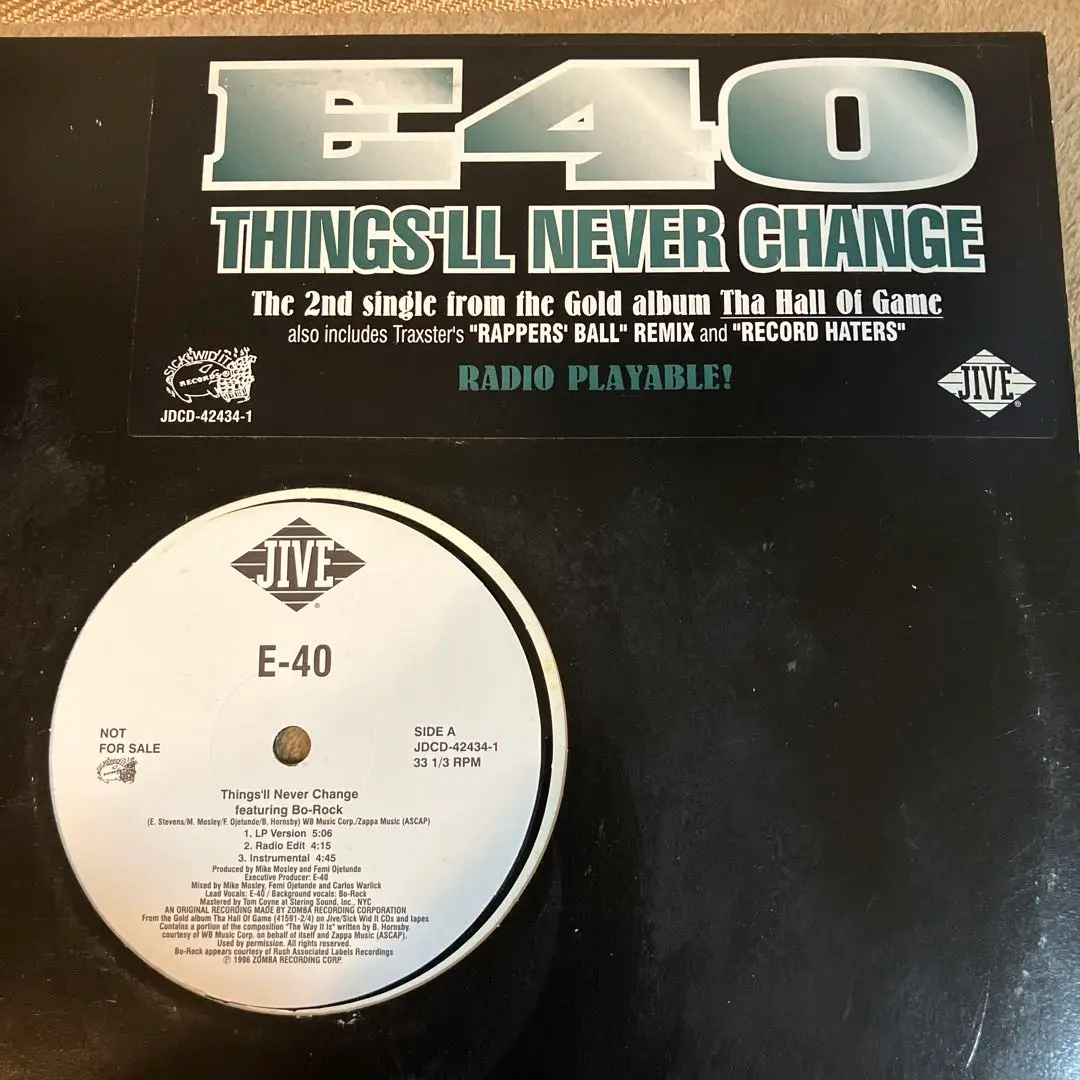 E40
THINGS'LL NEVER CHANGE
The 2nd single from the Gold album Tha Hall Of Game
also includes Traxster's "RAPPERS' BALL" REMIX and "RECORD HATERS"
RADIO PLAYABLE!
SICK WID' IT
RECORDS
JDCD-42434-1
JIVE®
JIVE®
E-40
NOT
FOR SALE
SIDE A
JDCD-42434-1
33 1/3 RPM
Things'll Never Change
featuring Bo-Rock
(E. Stevens/M. Mosley/F. Ojetunde/B. Hornsby) WB Music Corp./Zappa Music (ASCAP)
1. LP Version 5:06
2. Radio Edit 4:15
3. Instrumental 4:45
Produced by Mike Mosley and Femi Ojetunde
Executive Producer: E-40
Mixed by Mike Mosley, Femi Ojetunde and Carlos Warlick
Lead Vocals: E-40 / Background vocals: Bo-Rock
Mastered by Tom Coyne at Stering Sound, Inc., NYC
AN ORIGINAL RECORDING MADE BY ZOMBA RECORDING CORPORATION
From the Gold album Tha Hall Of Game (41591-2/4) on Jive/Sick Wid It CDs and tapes
Contains a portion of the composition "The Way It Is" written by B. Hornsby.
courtesy of WB Music Corp. on behalf of itself and Zappa Music (ASCAP).
Used by permission. All rights reserved.
Bo-Rock appears courtesy of Rush Associated Labels Recordings
℗ 1996 ZOMBA RECORDING CORP.